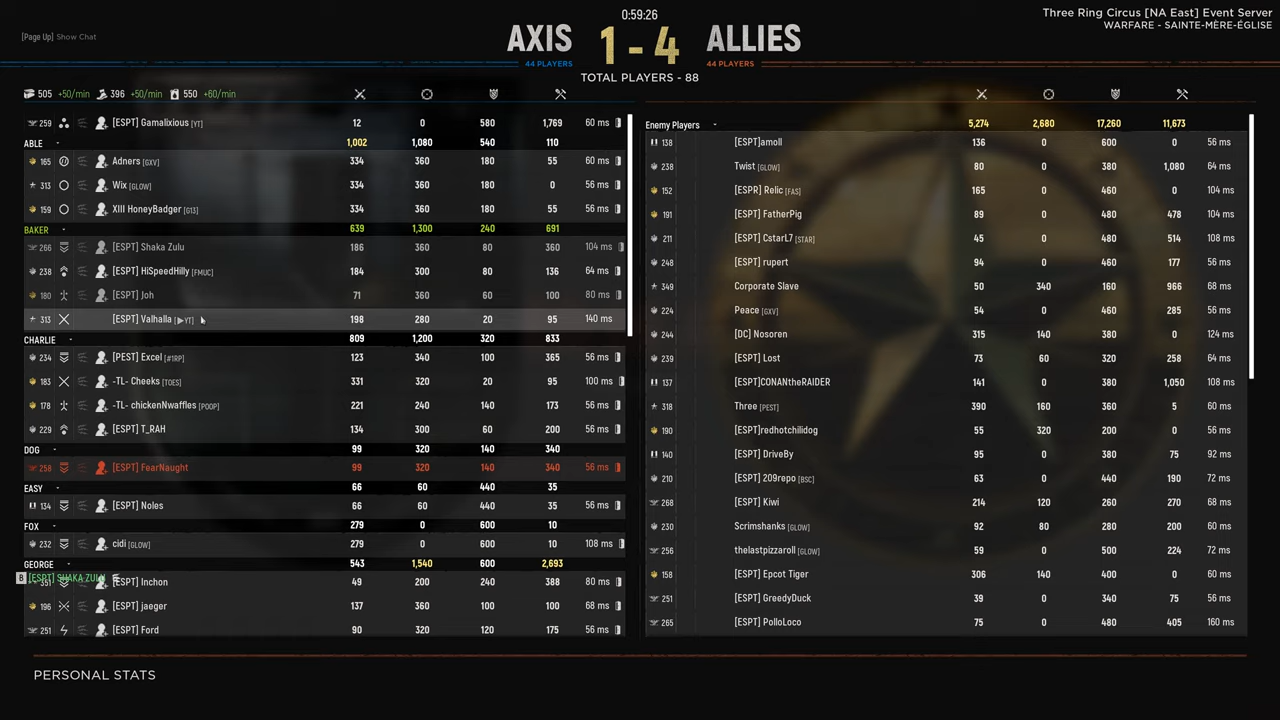 0:59:26
[Page Up] Show Chat
AXIS 1 - 4 ALLIES
44 PLAYERS 44 PLAYERS
TOTAL PLAYERS - 88
Three Ring Circus [NA East] Event Server
WARFARE - SAINTE-MÈRE-ÉGLISE
505 +50/min 396 +50/min 550 +60/min
259 [ESPT] Gamalixious [YT] 12 0 580 1,769 60 ms
ABLE 1,002 1,080 540 110
165 Adners [GXV] 334 360 180 55 60 ms
313 Wix [GLOW] 334 360 180 0 56 ms
159 XIII HoneyBadger [G13] 334 360 180 55 56 ms
BAKER - 639 1,300 240 691
266 [ESPT] Shaka Zulu 186 360 80 360 104 ms
238 [ESPT] HiSpeedHilly [FMUC] 184 300 80 136 64 ms
180 [ESPT] Joh 71 360 60 100 80 ms
313 [ESPT] Valhalla [▶YT] 198 280 20 95 140 ms
CHARLIE - 809 1,200 320 833
234 [PEST] Excel [#1RP] 123 340 100 365 56 ms
183 -TL- Cheeks [TOES] 331 320 20 95 100 ms
178 -TL- chickenNwaffles [POOP] 221 240 140 173 56 ms
229 [ESPT] T_RAH 134 300 60 200 56 ms
DOG - 99 320 140 340
258 [ESPT] FearNaught 99 320 140 340 56 ms
EASY - 66 60 440 35
134 [ESPT] Noles 66 60 440 35 56 ms
FOX - 279 0 600 10
232 cidi [GLOW] 279 0 600 10 108 ms
GEORGE - 543 1,540 600 2,693
B [ESPT] SHAKA ZULU
[ESPT] Inchon 49 200 240 388 80 ms
196 [ESPT] jaeger 137 360 100 100 68 ms
251 [ESPT] Ford 90 320 120 175 56 ms
Enemy Players - 5,274 2,680 17,260 11,673
138 [ESPT]amoll 136 0 600 0 56 ms
238 Twist [GLOW] 80 0 380 1,080 64 ms
152 [ESPR] Relic [FAS] 165 0 460 0 104 ms
191 [ESPT] FatherPig 89 0 480 478 104 ms
211 [ESPT] CstarL7 [STAR] 45 0 480 514 108 ms
248 [ESPT] rupert 94 0 460 177 56 ms
349 Corporate Slave 50 340 160 966 68 ms
224 Peace [GXV] 54 0 460 285 56 ms
244 [DC] Nosoren 315 140 380 0 124 ms
239 [ESPT] Lost 73 60 320 258 64 ms
137 [ESPT]CONANtheRAIDER 141 0 380 1,050 108 ms
318 Three [PEST] 390 160 360 5 60 ms
190 [ESPT]redhotchilidog 55 320 200 0 56 ms
140 [ESPT] DriveBy 95 0 380 75 92 ms
210 [ESPT] 209repo [BSC] 63 0 440 190 72 ms
268 [ESPT] Kiwi 214 120 260 270 68 ms
230 Scrimshanks [GLOW] 92 80 280 200 60 ms
256 thelastpizzaroll [GLOW] 59 0 500 224 72 ms
158 [ESPT] Epcot Tiger 306 140 400 0 60 ms
251 [ESPT] GreedyDuck 39 0 340 75 56 ms
265 [ESPT] PolloLoco 75 0 480 405 160 ms
PERSONAL STATS